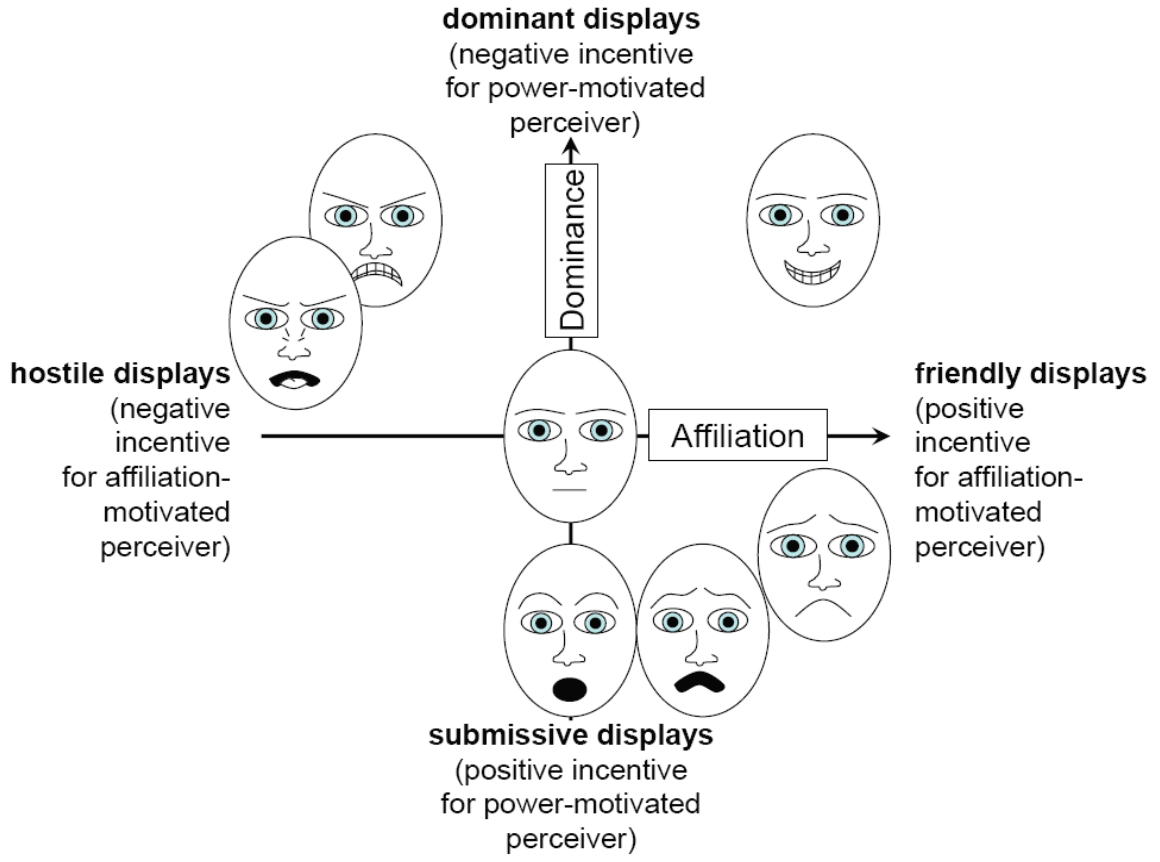 dominant displays
(negative incentive
for power-motivated
perceiver)
Dominance
hostile displays
(negative
incentive
for affiliation-
motivated
perceiver)
Affiliation
friendly displays
(positive
incentive
for affiliation-
motivated
perceiver)
submissive displays
(positive incentive
for power-motivated
perceiver)